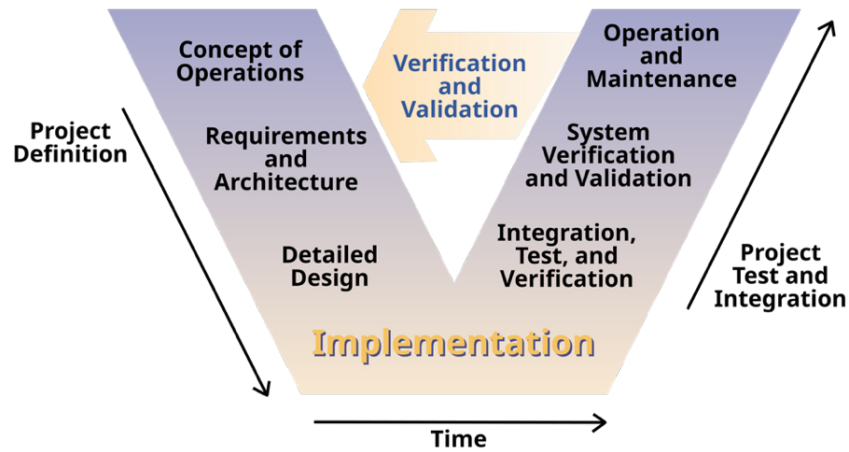 Concept of
Operations
Verification
and
Validation
Operation
and
Maintenance
Project
Definition
Requirements
and
Architecture
System
Verification
and Validation
Detailed
Design
Integration,
Test, and
Verification
Project
Test and
Integration
Implementation
Time